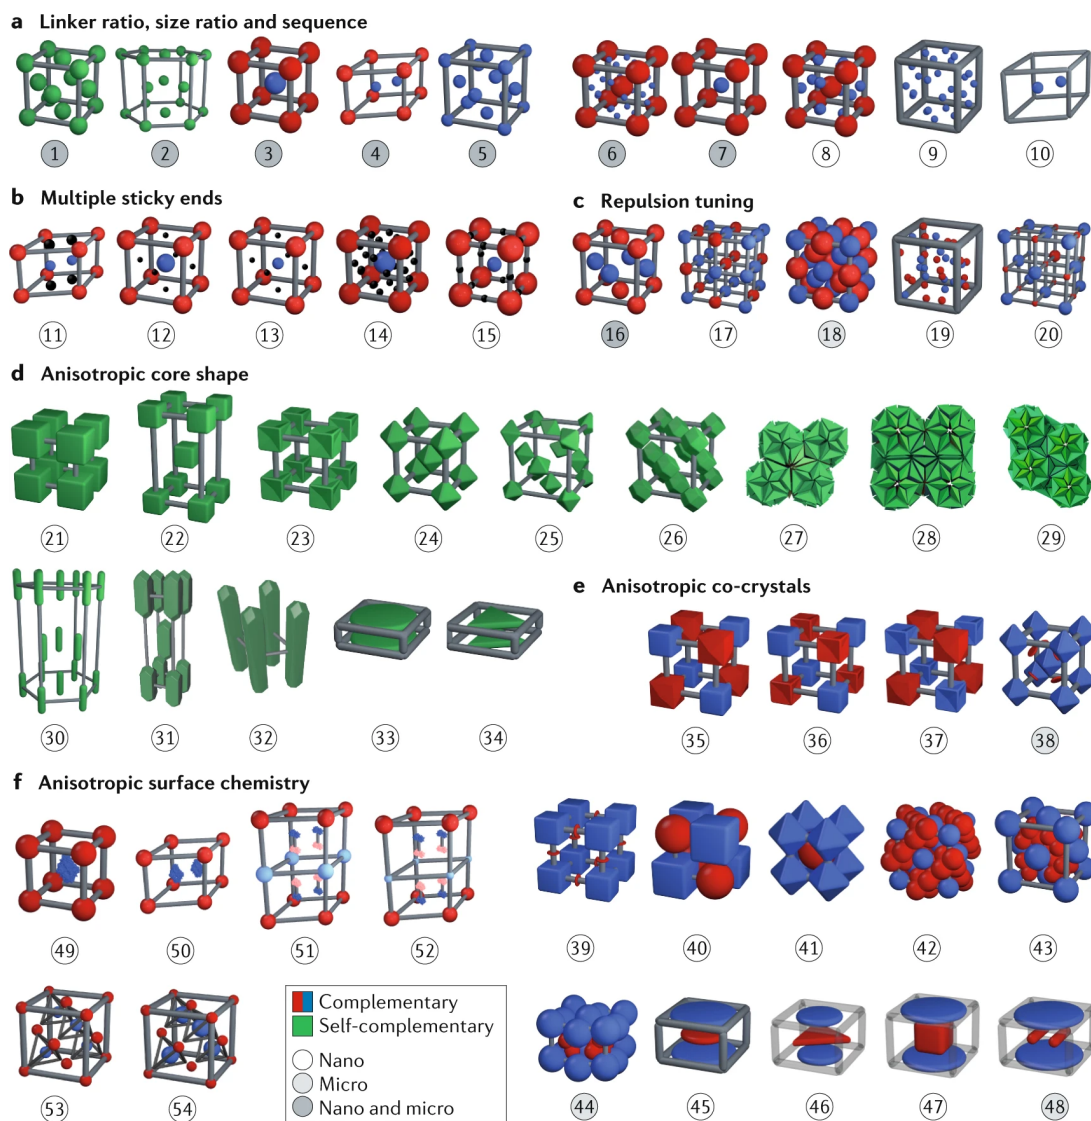 a Linker ratio, size ratio and sequence
1 2 3 4 5 6 7 8 9 10
b Multiple sticky ends
c Repulsion tuning
11 12 13 14 15 16 17 18 19 20
d Anisotropic core shape
21 22 23 24 25 26 27 28 29
e Anisotropic co-crystals
30 31 32 33 34 35 36 37 38
f Anisotropic surface chemistry
49 50 51 52 39 40 41 42 43
Complementary
Self-complementary
Nano
Micro
Nano and micro
53 54 44 45 46 47 48